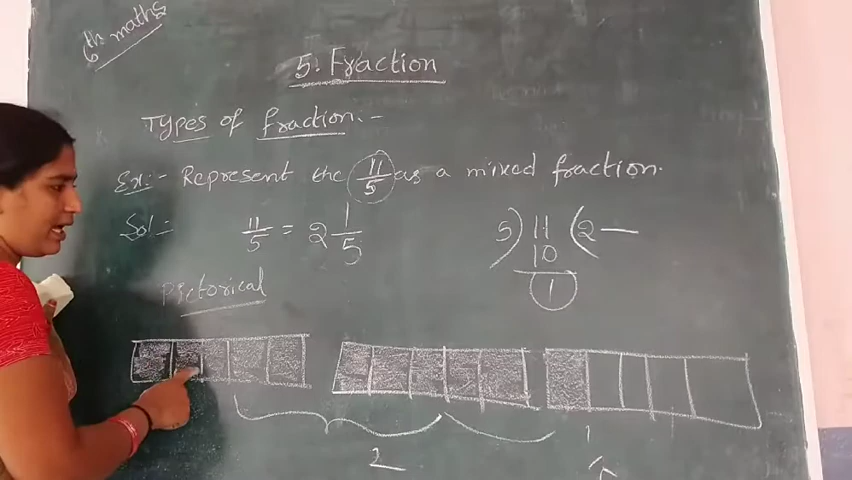 6th maths
5. Fraction
Types of fraction:-
Ex:- Represent the 11/5 as a mixed fraction.
Sol:- 11/5 = 2 1/5
5) 11 (2
10
1
Pictorical
2
1